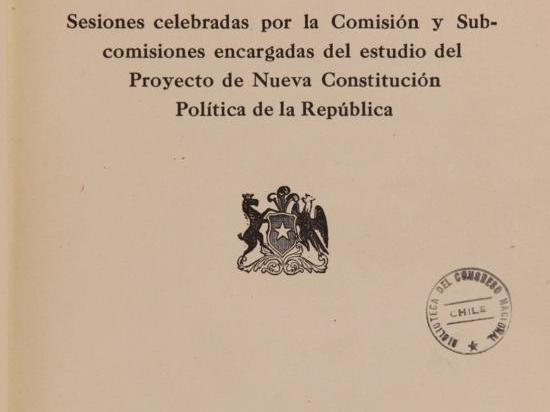 Sesiones celebradas por la Comisión y Sub-
comisiones encargadas del estudio del
Proyecto de Nueva Constitución
Política de la República
BIBLIOTECA DEL CONGRESO NACIONAL
CHILE